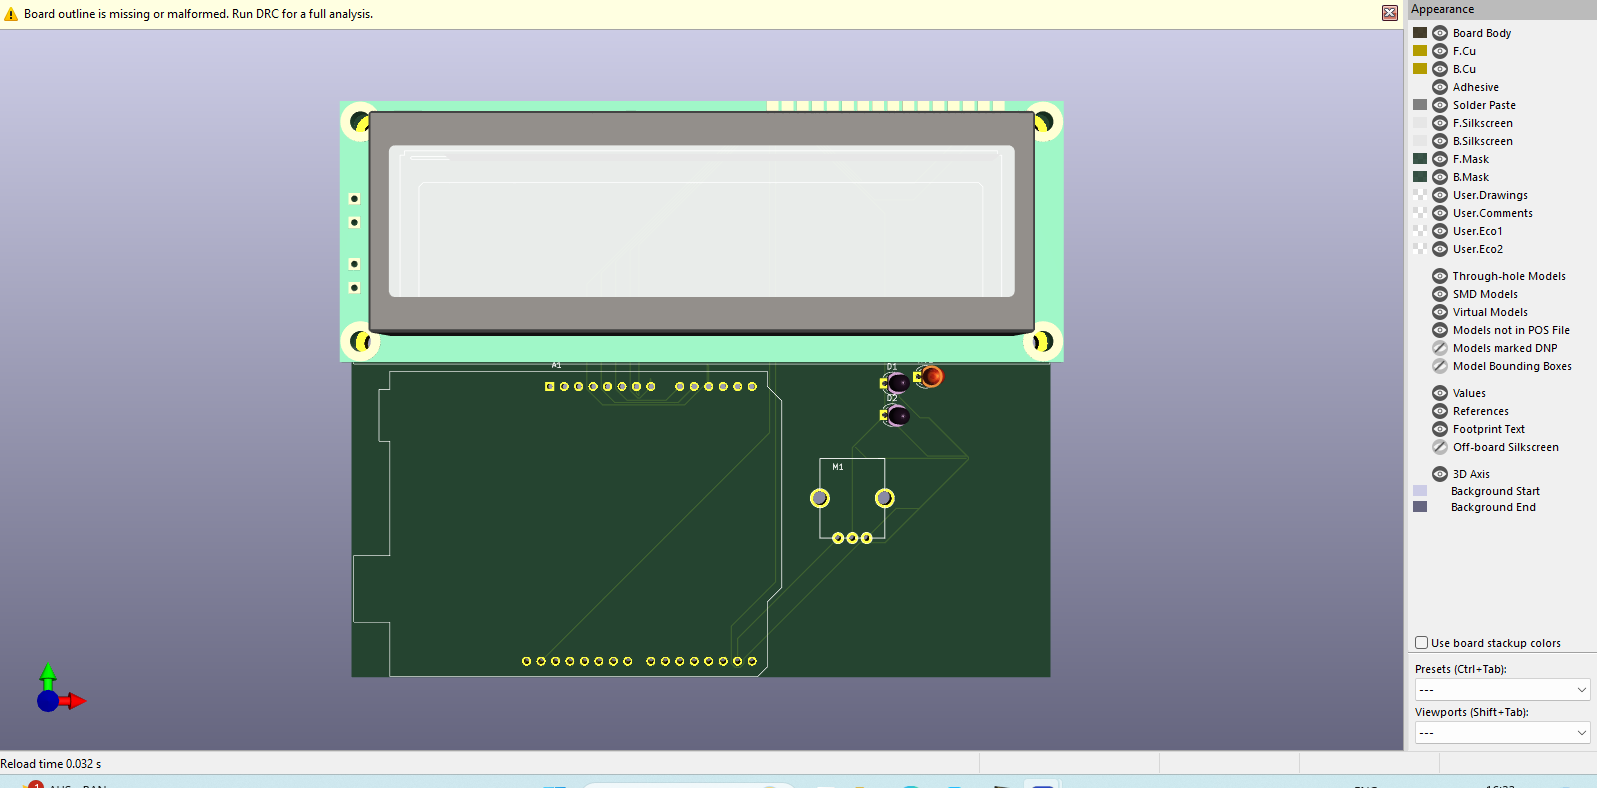 Board outline is missing or malformed. Run DRC for a full analysis.
Appearance
Board Body
F.Cu
B.Cu
Adhesive
Solder Paste
F.Silkscreen
B.Silkscreen
F.Mask
B.Mask
User.Drawings
User.Comments
User.Eco1
User.Eco2
Through-hole Models
SMD Models
Virtual Models
Models not in POS File
Models marked DNP
Model Bounding Boxes
Values
References
Footprint Text
Off-board Silkscreen
3D Axis
Background Start
Background End
Use board stackup colors
Presets (Ctrl+Tab):
---
Viewports (Shift+Tab):
---
A1
D1
D2
M1
Reload time 0.032 s
1